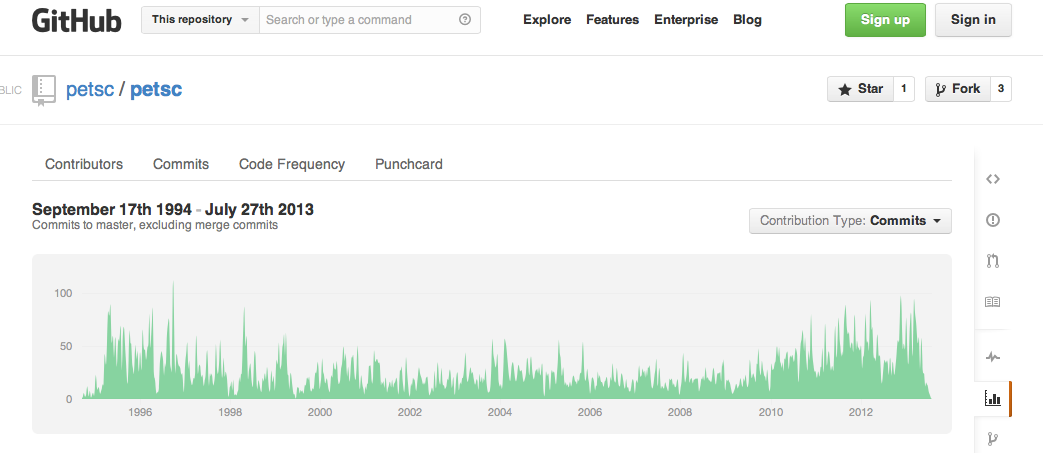 GitHub This repository Search or type a command Explore Features Enterprise Blog Sign up Sign in
BLIC petsc / petsc Star 1 Fork 3
Contributors Commits Code Frequency Punchcard
September 17th 1994 - July 27th 2013
Commits to master, excluding merge commits
Contribution Type: Commits
100
50
0
1996 1998 2000 2002 2004 2006 2008 2010 2012